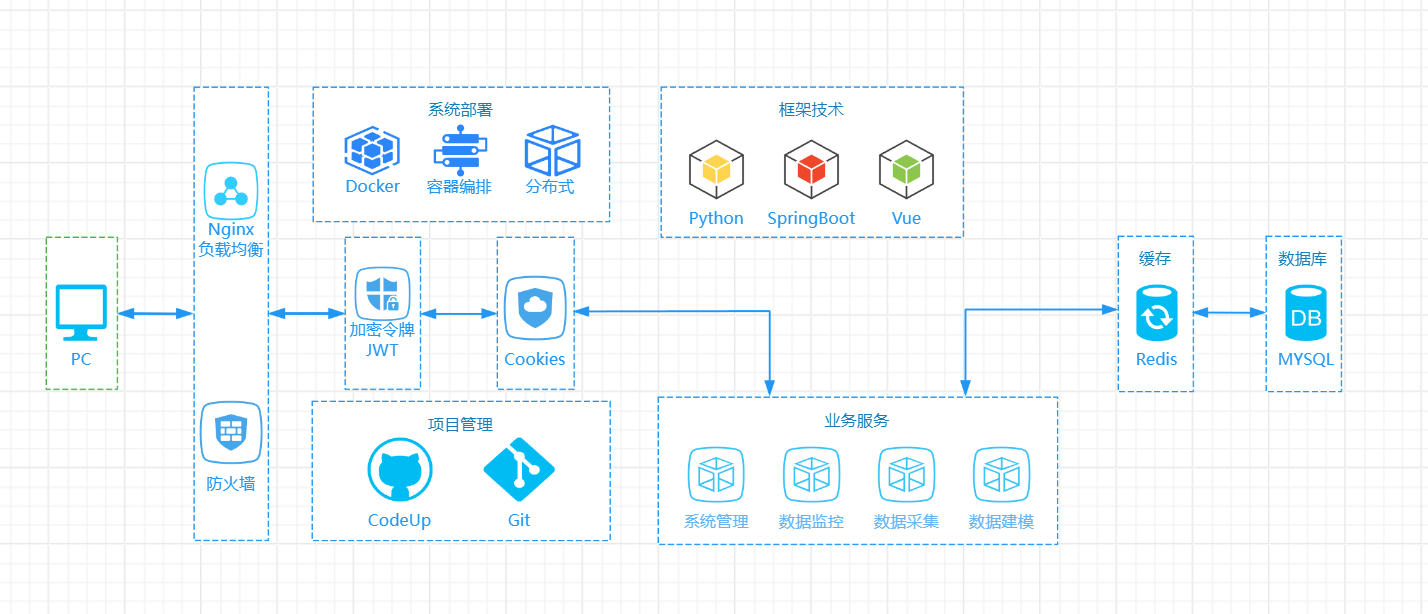 系统部署
Docker
容器编排
分布式
框架技术
Python
SpringBoot
Vue
Nginx
负载均衡
防火墙
PC
加密令牌
JWT
Cookies
缓存
Redis
数据库
DB
MYSQL
项目管理
CodeUp
Git
业务服务
系统管理
数据监控
数据采集
数据建模